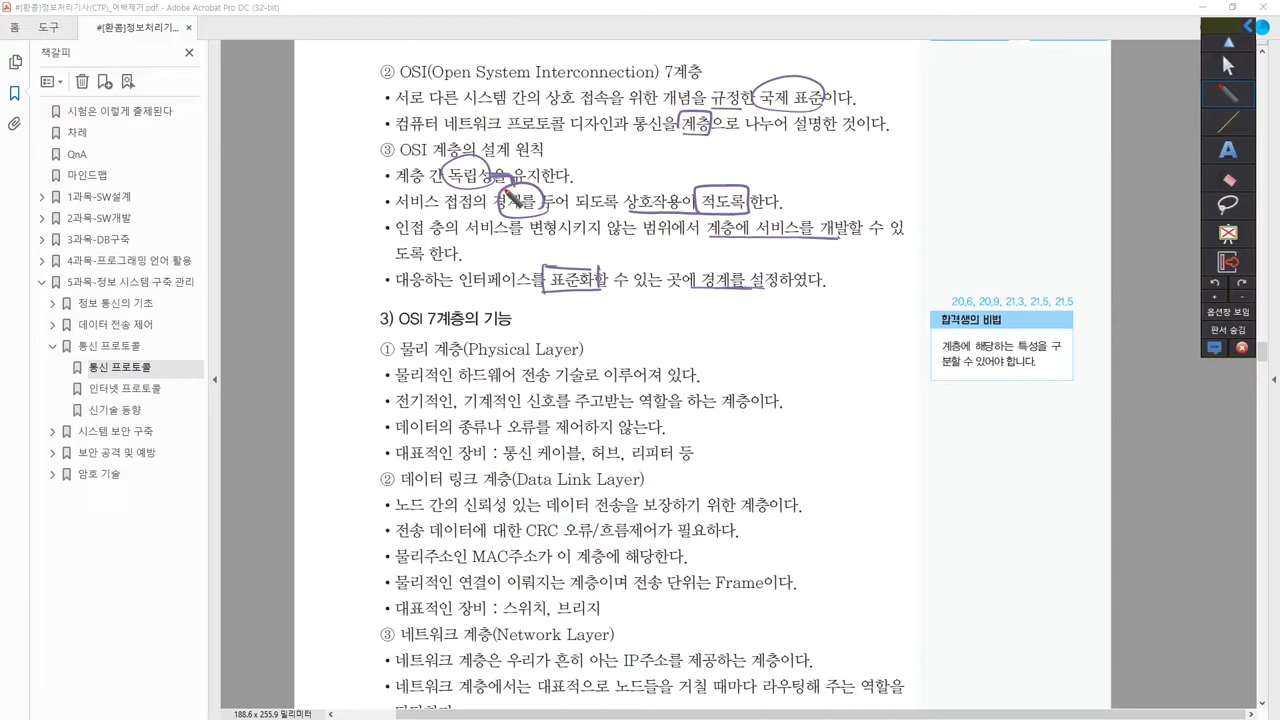 #[황콤]정보처리기사(CTP)_여백제거.pdf - Adobe Acrobat Pro DC (32-bit)
홈 도구 #[황콤]정보처리기... ×
책갈피
시험은 이렇게 출제된다
차례
QnA
마인드맵
1과목-SW설계
2과목-SW개발
3과목-DB구축
4과목-프로그래밍 언어 활용
5과목-정보 시스템 구축 관리
정보 통신의 기초
데이터 전송 제어
통신 프로토콜
통신 프로토콜
인터넷 프로토콜
신기술 동향
시스템 보안 구축
보안 공격 및 예방
암호 기술
② OSI(Open System Interconnection) 7계층
• 서로 다른 시스템 간의 상호 접속을 위한 개념을 규정한 국제 표준이다.
• 컴퓨터 네트워크 프로토콜 디자인과 통신을 계층으로 나누어 설명한 것이다.
③ OSI 계층의 설계 원칙
• 계층 간 독립성을 유지한다.
• 서비스 접점의 경계를 두어 되도록 상호작용이 적도록 한다.
• 인접 층의 서비스를 변형시키지 않는 범위에서 계층에 서비스를 개발할 수 있
도록 한다.
• 대응하는 인터페이스를 표준화할 수 있는 곳에 경계를 설정하였다.
3) OSI 7계층의 기능
① 물리 계층(Physical Layer)
• 물리적인 하드웨어 전송 기술로 이루어져 있다.
• 전기적인, 기계적인 신호를 주고받는 역할을 하는 계층이다.
• 데이터의 종류나 오류를 제어하지 않는다.
• 대표적인 장비 : 통신 케이블, 허브, 리피터 등
② 데이터 링크 계층(Data Link Layer)
• 노드 간의 신뢰성 있는 데이터 전송을 보장하기 위한 계층이다.
• 전송 데이터에 대한 CRC 오류/흐름제어가 필요하다.
• 물리주소인 MAC주소가 이 계층에 해당한다.
• 물리적인 연결이 이뤄지는 계층이며 전송 단위는 Frame이다.
• 대표적인 장비 : 스위치, 브리지
③ 네트워크 계층(Network Layer)
• 네트워크 계층은 우리가 흔히 아는 IP주소를 제공하는 계층이다.
• 네트워크 계층에서는 대표적으로 노드들을 거칠 때마다 라우팅해 주는 역할을
20.6, 20.9, 21.3, 21.5, 21.5
합격생의 비법
계층에 해당하는 특성을 구
분할 수 있어야 합니다.
A
옵션창 보임
판서 숨김
188.6 x 255.9 밀리미터